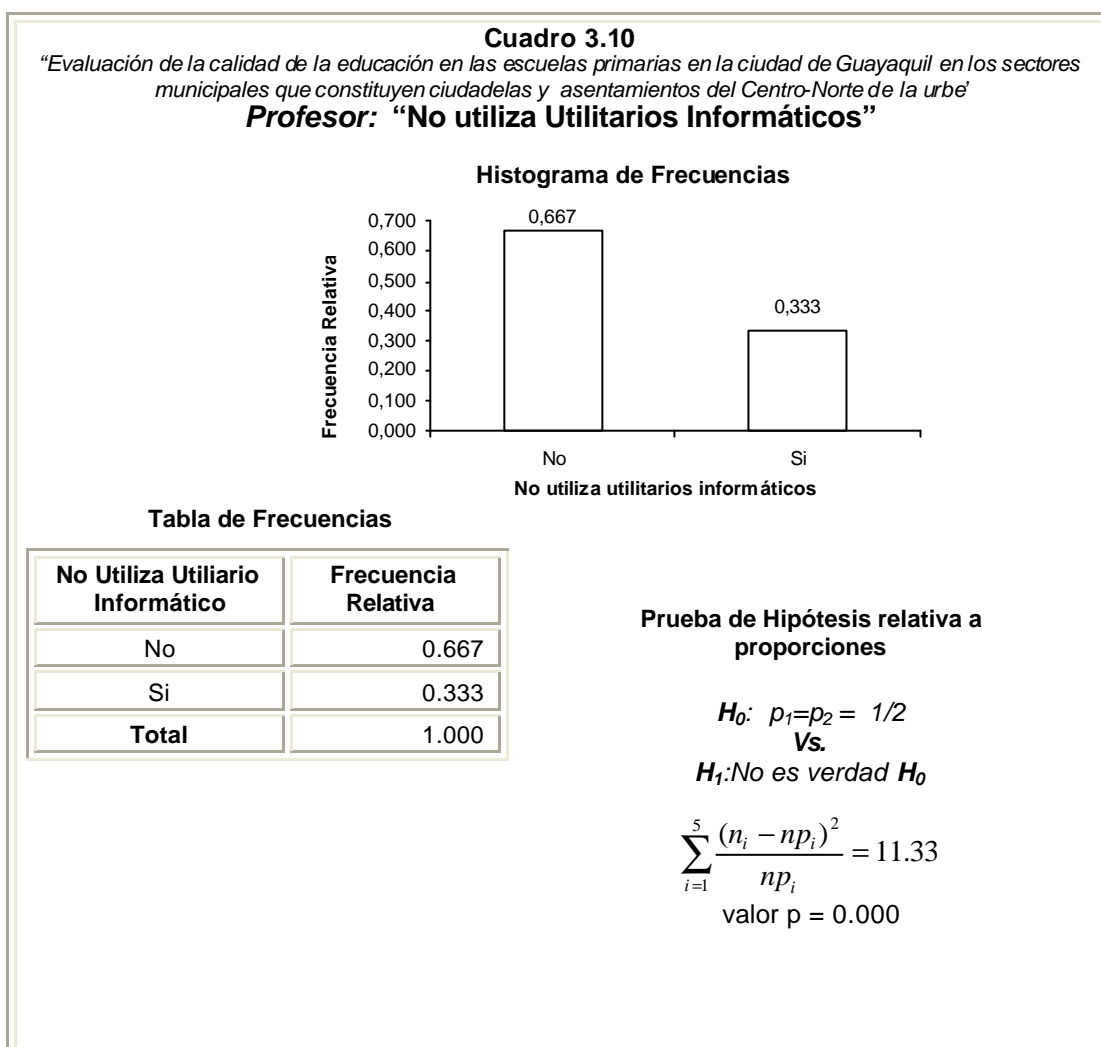 Cuadro 3.10
“Evaluación de la calidad de la educación en las escuelas primarias en la ciudad de Guayaquil en los sectores
municipales que constituyen ciudadelas y asentamientos del Centro-Norte de la urbe’
Profesor: “No utiliza Utilitarios Informáticos”
Histograma de Frecuencias
Frecuencia Relativa
0,700
0,600
0,500
0,400
0,300
0,200
0,100
0,000
0,667
0,333
No
Si
No utiliza utilitarios informáticos
Tabla de Frecuencias
No Utiliza Utiliario
Informático
Frecuencia
Relativa
No 0.667
Si 0.333
Total 1.000
Prueba de Hipótesis relativa a
proporciones
H₀: p₁=p₂ = 1/2
Vs.
H₁:No es verdad H₀
∑_{i=1}^{5} (n_i − np_i)² / np_i = 11.33
valor p = 0.000